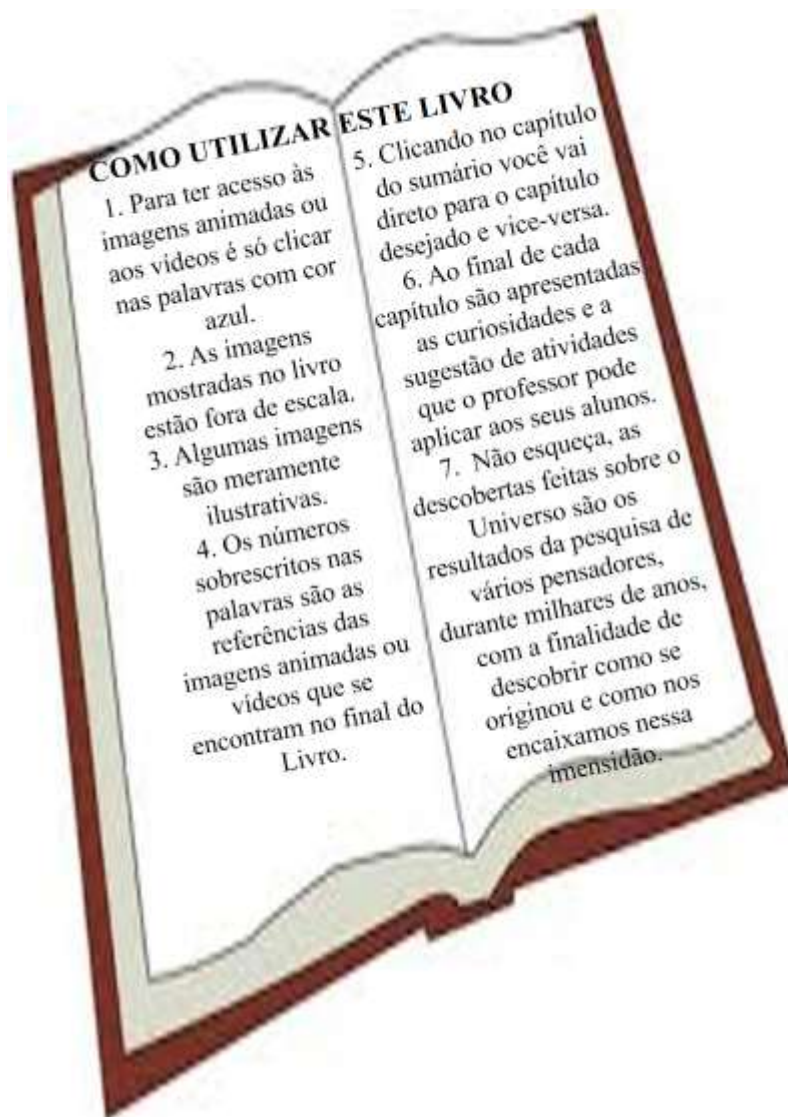 COMO UTILIZAR ESTE LIVRO
1. Para ter acesso às
imagens animadas ou
aos vídeos é só clicar
nas palavras com cor
azul.
2. As imagens
mostradas no livro
estão fora de escala.
3. Algumas imagens
são meramente
ilustrativas.
4. Os números
sobrescritos nas
palavras são as
referências das
imagens animadas ou
vídeos que se
encontram no final do
Livro.
5. Clicando no capítulo
do sumário você vai
direto para o capítulo
desejado e vice-versa.
6. Ao final de cada
capítulo são apresentadas
as curiosidades e a
sugestão de atividades
que o professor pode
aplicar aos seus alunos.
7. Não esqueça, as
descobertas feitas sobre o
Universo são os
resultados da pesquisa de
vários pensadores,
durante milhares de anos,
com a finalidade de
descobrir como se
originou e como nos
encaixamos nessa
imensidão.